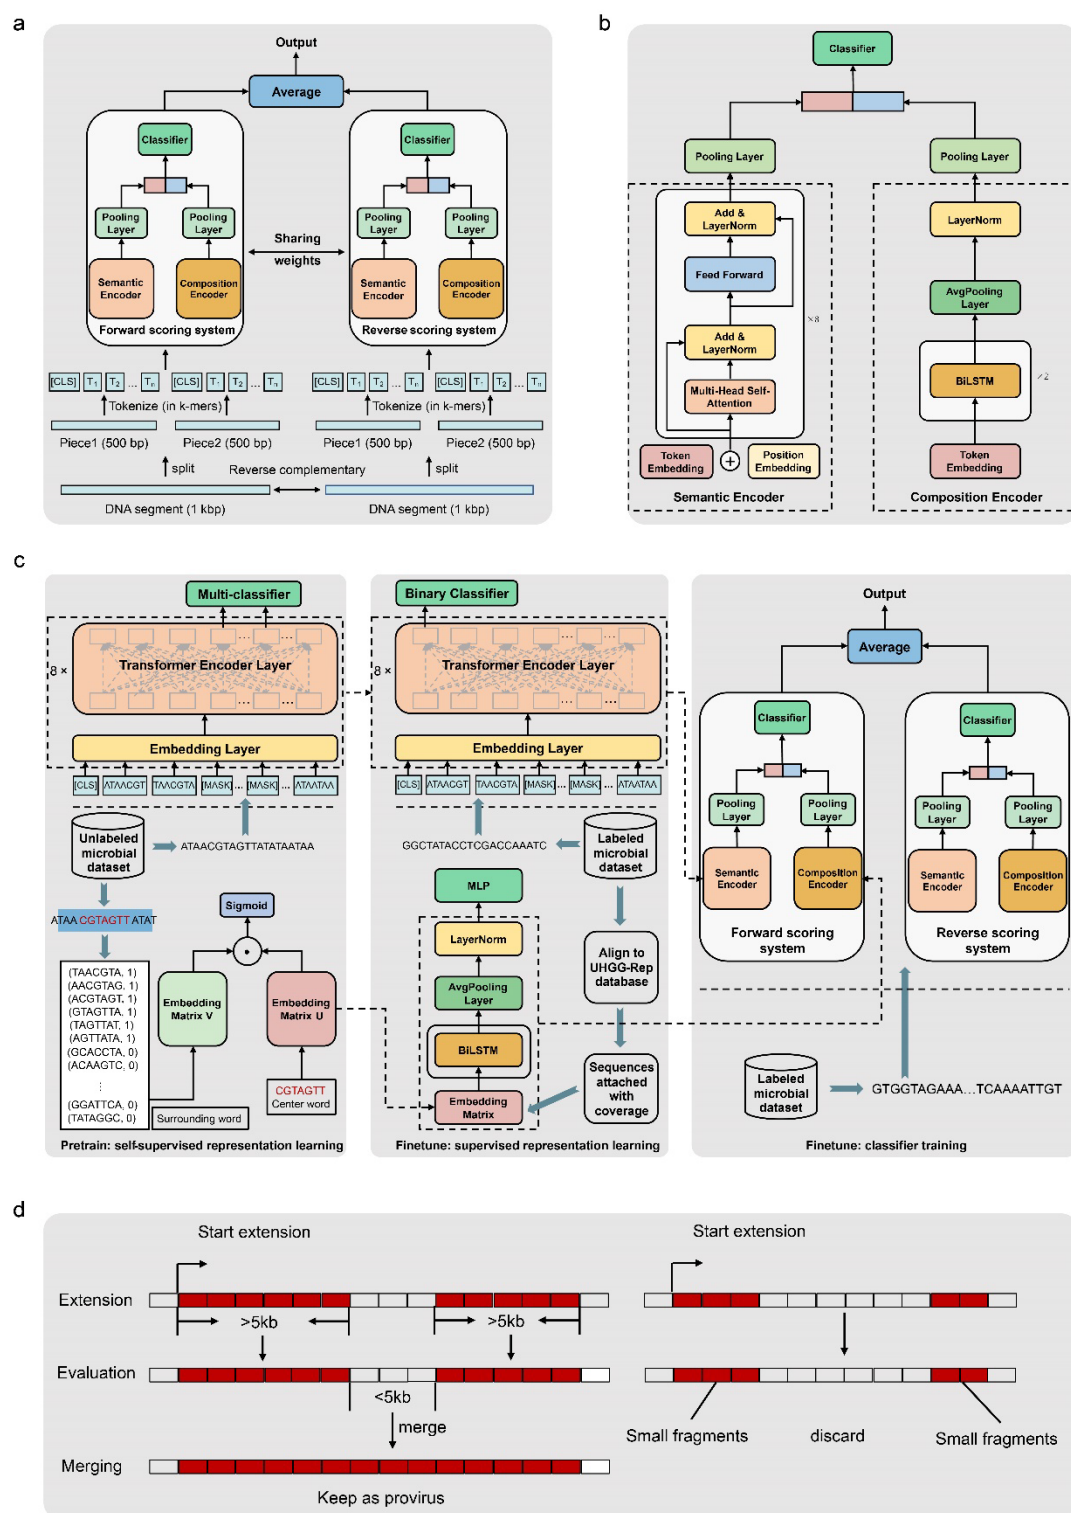 a
Output
Average
Classifier
Classifier
Pooling Layer
Pooling Layer
Pooling Layer
Pooling Layer
Sharing weights
Semantic Encoder
Composition Encoder
Semantic Encoder
Composition Encoder
Forward scoring system
Reverse scoring system
[CLS] T1 T2 ... Tn [CLS] T1 T2 ... Tn
[CLS] T1 T2 ... Tn [CLS] T1 T2 ... Tn
Tokenize (in k-mers)
Tokenize (in k-mers)
Piece1 (500 bp)
Piece2 (500 bp)
Piece1 (500 bp)
Piece2 (500 bp)
split
Reverse complementary
split
DNA segment (1 kbp)
DNA segment (1 kbp)
b
Classifier
Pooling Layer
Pooling Layer
Add & LayerNorm
LayerNorm
Feed Forward
AvgPooling Layer
×8
Add & LayerNorm
BiLSTM
×2
Multi-Head Self-Attention
Token Embedding
+
Position Embedding
Token Embedding
Semantic Encoder
Composition Encoder
c
Multi-classifier
8 ×
Transformer Encoder Layer
Embedding Layer
[CLS] ATAACGT TAACGTA [MASK] ... [MASK] ... ATAATAA
Unlabeled microbial dataset
ATAACGTAGTTATATAATAA
ATAA CGTAGTT ATAT
(TAACGTA, 1)
(AACGTAG, 1)
(ACGTAGT, 1)
(GTAGTTA, 1)
(TAGTTAT, 1)
(AGTTATA, 1)
(GCACCTA, 0)
(ACAAGTC, 0)
⋮
(GGATTCA, 0)
(TATAGGC, 0)
Sigmoid
Embedding Matrix V
Embedding Matrix U
CGTAGTT
Center word
Surrounding word
Pretrain: self-supervised representation learning
Binary Classifier
8 ×
Transformer Encoder Layer
Embedding Layer
[CLS] ATAACGT TAACGTA [MASK] ... [MASK] ... ATAATAA
GGCTATACCTCGACCAAATC
Labeled microbial dataset
MLP
LayerNorm
AvgPooling Layer
BiLSTM
Embedding Matrix
Align to UHGG-Rep database
Sequences attached with coverage
Finetune: supervised representation learning
Output
Average
Classifier
Classifier
Pooling Layer
Pooling Layer
Pooling Layer
Pooling Layer
Semantic Encoder
Composition Encoder
Semantic Encoder
Composition Encoder
Forward scoring system
Reverse scoring system
Labeled microbial dataset
GTGGTAGAAA...TCAAAATTGT
Finetune: classifier training
d
Start extension
Start extension
Extension
>5kb
>5kb
Evaluation
<5kb
merge
Small fragments
discard
Small fragments
Merging
Keep as provirus